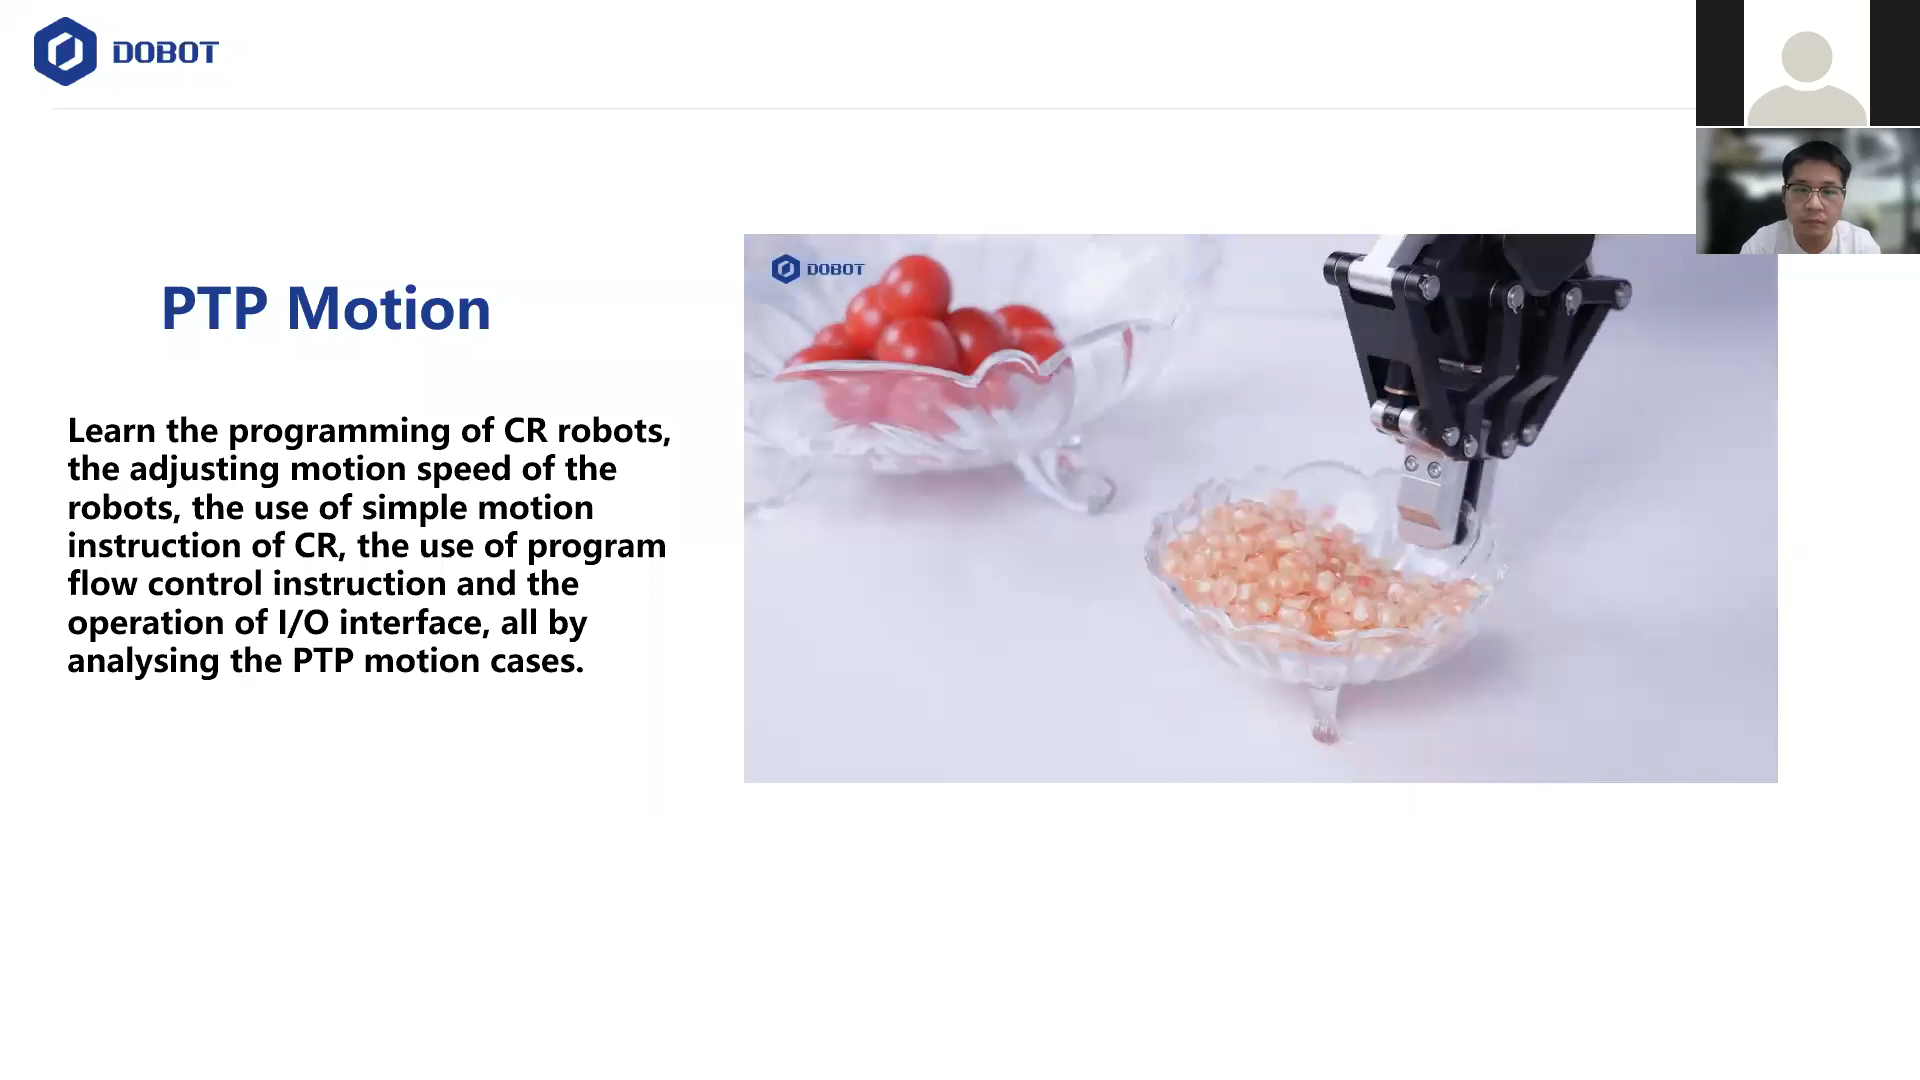 DOBOT
DOBOT
PTP Motion
Learn the programming of CR robots,
the adjusting motion speed of the
robots, the use of simple motion
instruction of CR, the use of program
flow control instruction and the
operation of I/O interface, all by
analysing the PTP motion cases.